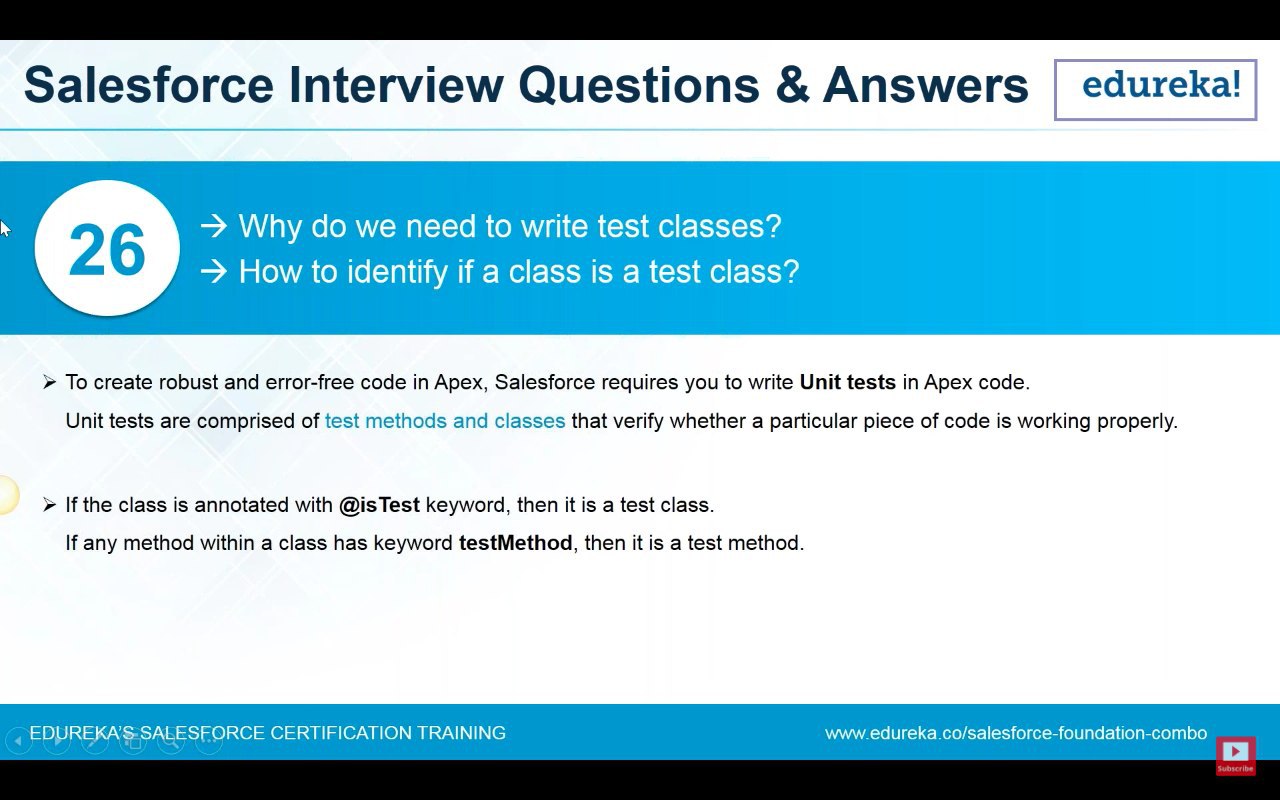 Salesforce Interview Questions & Answers
edureka!
26
→ Why do we need to write test classes?
→ How to identify if a class is a test class?
➢ To create robust and error-free code in Apex, Salesforce requires you to write Unit tests in Apex code.
Unit tests are comprised of test methods and classes that verify whether a particular piece of code is working properly.
➢ If the class is annotated with @isTest keyword, then it is a test class.
If any method within a class has keyword testMethod, then it is a test method.
EDUREKA'S SALESFORCE CERTIFICATION TRAINING
www.edureka.co/salesforce-foundation-combo
Subscribe